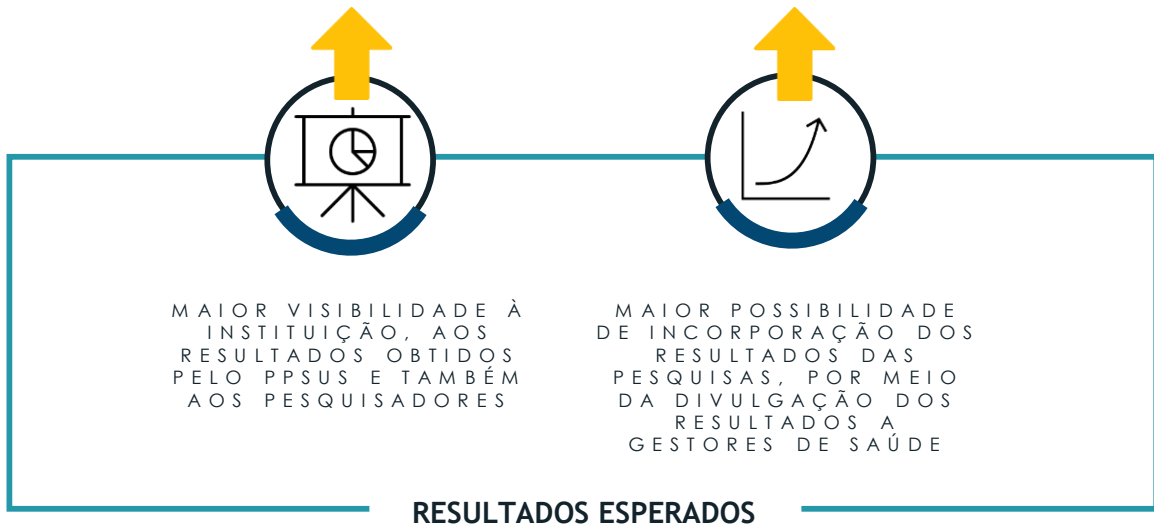 MAIOR VISIBILIDADE À
INSTITUIÇÃO, AOS
RESULTADOS OBTIDOS
PELO PPSUS E TAMBÉM
AOS PESQUISADORES
MAIOR POSSIBILIDADE
DE INCORPORAÇÃO DOS
RESULTADOS DAS
PESQUISAS, POR MEIO
DA DIVULGAÇÃO DOS
RESULTADOS A
GESTORES DE SAÚDE
RESULTADOS ESPERADOS